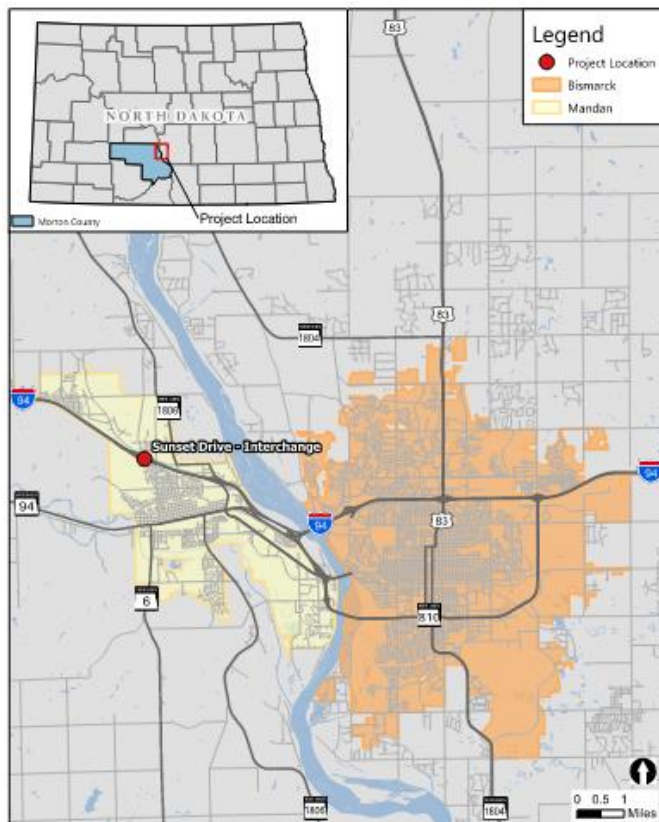 NORTH DAKOTA
Morton County
Project Location
Legend
Project Location
Bismarck
Mandan
83
1804
83
94
1806
Sunset Drive - Interchange
94
94
83
94
6
810
1806
1804
0 0.5 1
Miles